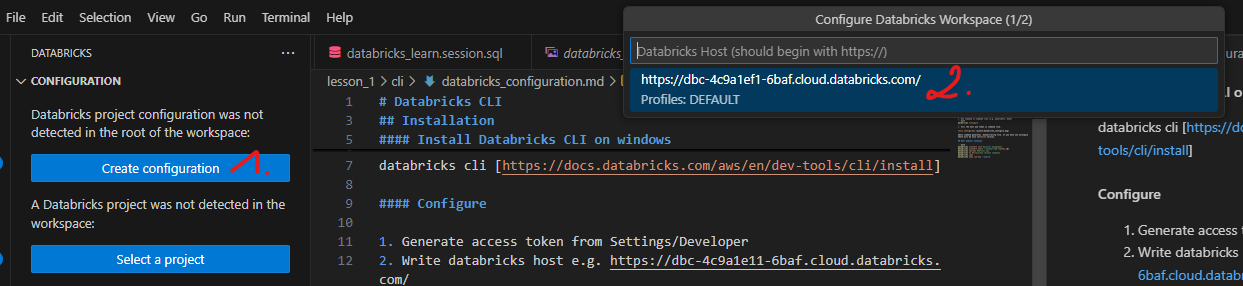 File Edit Selection View Go Run Terminal Help
Configure Databricks Workspace (1/2)
Databricks Host (should begin with https://)
https://dbc-4c9a1ef1-6baf.cloud.databricks.com/
Profiles: DEFAULT
2.
DATABRICKS
CONFIGURATION
Databricks project configuration was not
detected in the root of the workspace:
Create configuration
1.
A Databricks project was not detected in the
workspace:
Select a project
databricks_learn.session.sql
databricks_
lesson_1 > cli > databricks_configuration.md >
1 # Databricks CLI
3 ## Installation
5 #### Install Databricks CLI on windows
7 databricks cli [https://docs.databricks.com/aws/en/dev-tools/cli/install]
8
9 #### Configure
10
11 1. Generate access token from Settings/Developer
12 2. Write databricks host e.g. https://dbc-4c9a1e11-6baf.cloud.databricks.
com/
databricks cli [https://do
tools/cli/install]
Configure
1. Generate access t
2. Write databricks
6baf.cloud.datab